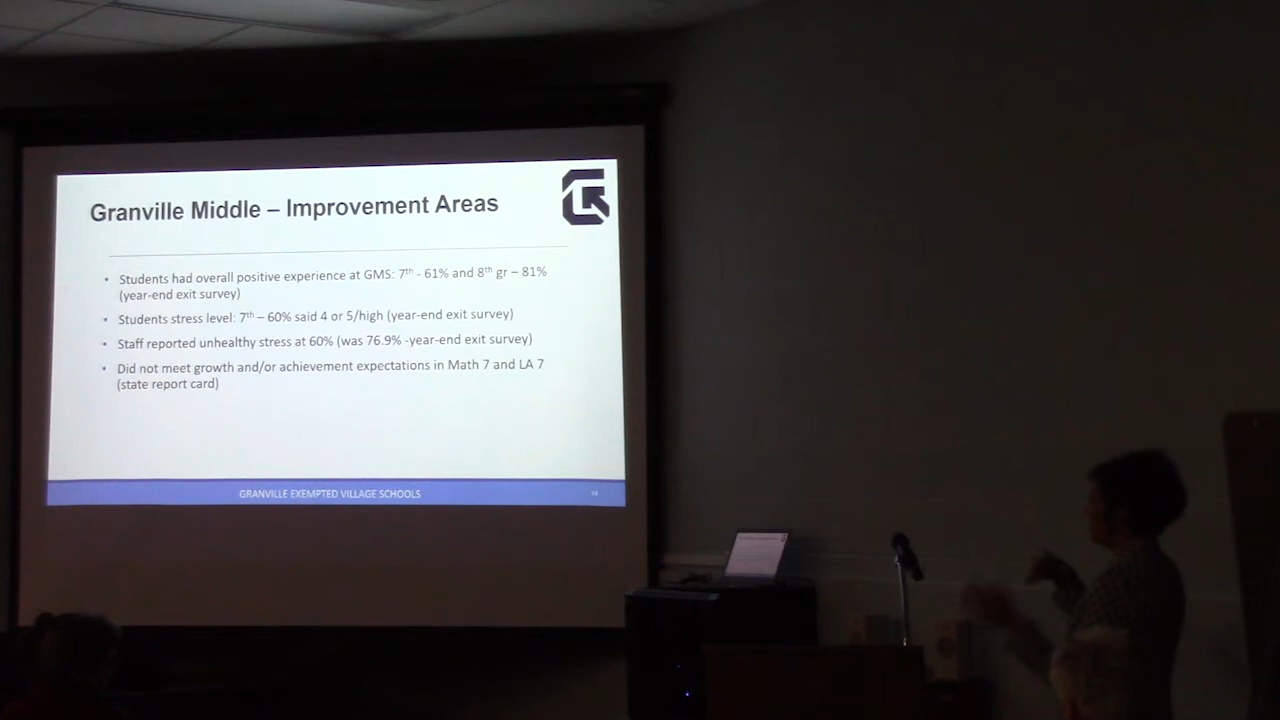 Granville Middle – Improvement Areas
• Students had overall positive experience at GMS: 7th - 61% and 8th gr – 81%
(year-end exit survey)
• Students stress level: 7th – 60% said 4 or 5/high (year-end exit survey)
• Staff reported unhealthy stress at 60% (was 76.9% -year-end exit survey)
• Did not meet growth and/or achievement expectations in Math 7 and LA 7
(state report card)
GRANVILLE EXEMPTED VILLAGE SCHOOLS